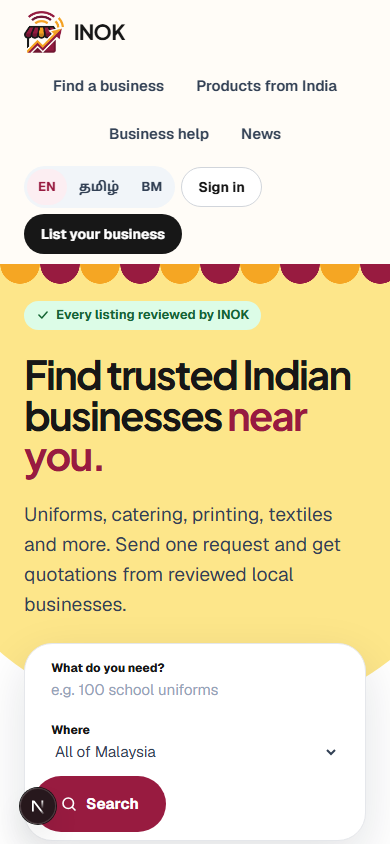 INOK
Find a business
Products from India
Business help
News
EN
தமிழ்
BM
Sign in
List your business
Every listing reviewed by INOK
Find trusted Indian
businesses near
you.
Uniforms, catering, printing, textiles
and more. Send one request and get
quotations from reviewed local
businesses.
What do you need?
e.g. 100 school uniforms
Where
All of Malaysia
N
Search